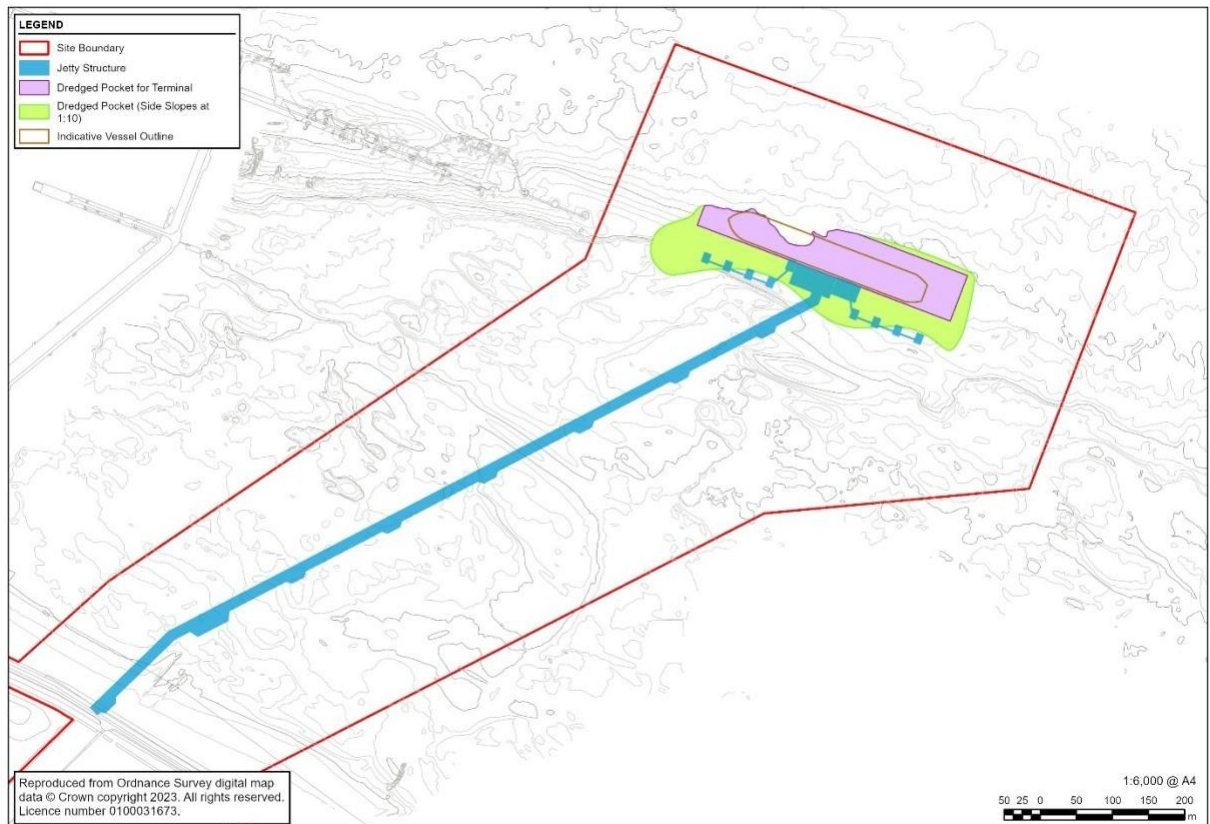 LEGEND
Site Boundary
Jetty Structure
Dredged Pocket for Terminal
Dredged Pocket (Side Slopes at
1:10)
Indicative Vessel Outline
Reproduced from Ordnance Survey digital map
data © Crown copyright 2023. All rights reserved.
Licence number 0100031673.
1:6,000 @ A4
50 25 0 50 100 150 200
m